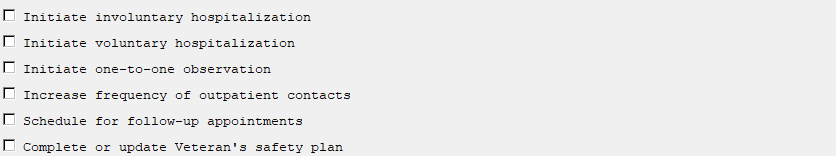 Initiate involuntary hospitalization
Initiate voluntary hospitalization
Initiate one-to-one observation
Increase frequency of outpatient contacts
Schedule for follow-up appointments
Complete or update Veteran's safety plan